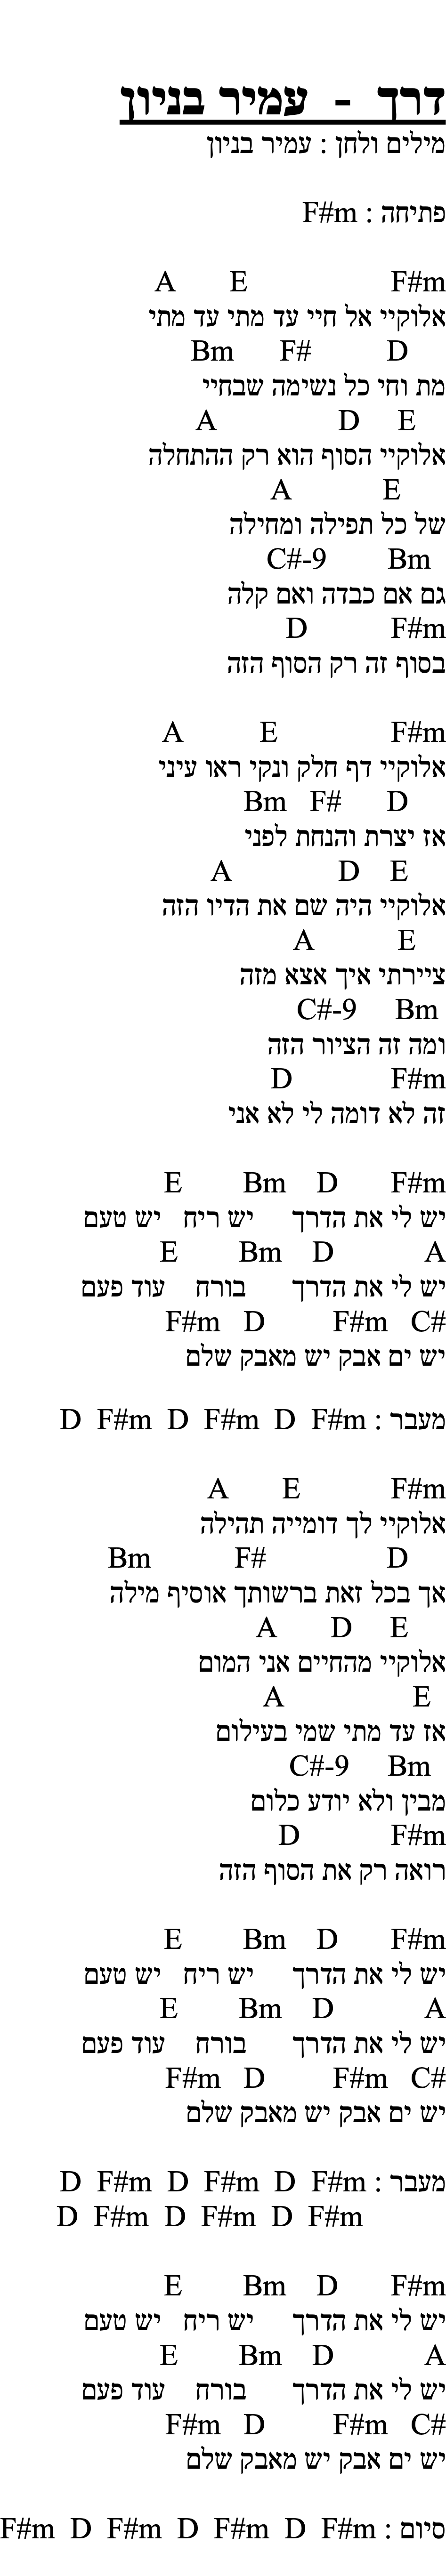 דרך - עמיר בניון
מילים ולחן : עמיר בניון
פתיחה : F#m
A E F#m
אלוקיי אל חיי עד מתי עד מתי
Bm F# D
מת וחי כל נשימה שבחיי
A D E
אלוקיי הסוף הוא רק ההתחלה
A E
של כל תפילה ומחילה
C#-9 Bm
גם אם כבדה ואם קלה
D F#m
בסוף זה רק הסוף הזה
A E F#m
אלוקיי דף חלק ונקי ראו עיניי
Bm F# D
אז יצרת והנחת לפניי
A D E
אלוקיי היה שם את הדיו הזה
A E
ציירתי איך אצא מזה
C#-9 Bm
ומה זה הציור הזה
D F#m
זה לא דומה לי לא אני
E Bm D F#m
יש לי את הדרך יש ריח יש טעם
E Bm D A
יש לי את הדרך בורח עוד פעם
F#m D F#m C#
יש ים אבק יש מאבק שלם
מעבר : D F#m D F#m D F#m
A E F#m
אלוקיי לך דומייה תהילה
Bm F# D
אך בכל זאת ברשותך אוסיף מילה
A D E
אלוקיי מהחיים אני המום
A E
אז עד מתי שמי בעילום
C#-9 Bm
מבין ולא יודע כלום
D F#m
רואה רק את הסוף הזה
E Bm D F#m
יש לי את הדרך יש ריח יש טעם
E Bm D A
יש לי את הדרך בורח עוד פעם
F#m D F#m C#
יש ים אבק יש מאבק שלם
מעבר : D F#m D F#m D F#m
D F#m D F#m D F#m
E Bm D F#m
יש לי את הדרך יש ריח יש טעם
E Bm D A
יש לי את הדרך בורח עוד פעם
F#m D F#m C#
יש ים אבק יש מאבק שלם
סיום : F#m D F#m D F#m D F#m